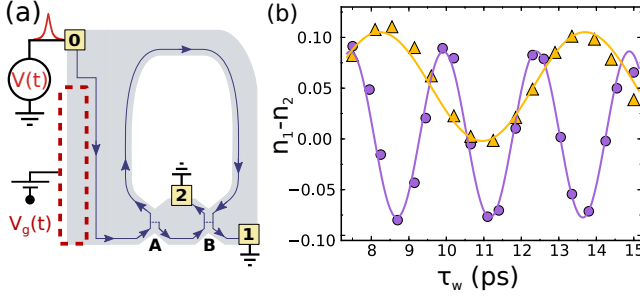 (a)
0
V(t)
2
1
A
B
V_g(t)
(b)
n_1-n_2
0.10
0.05
0.00
−0.05
−0.10
8 9 10 11 12 13 14 15
τ_w (ps)